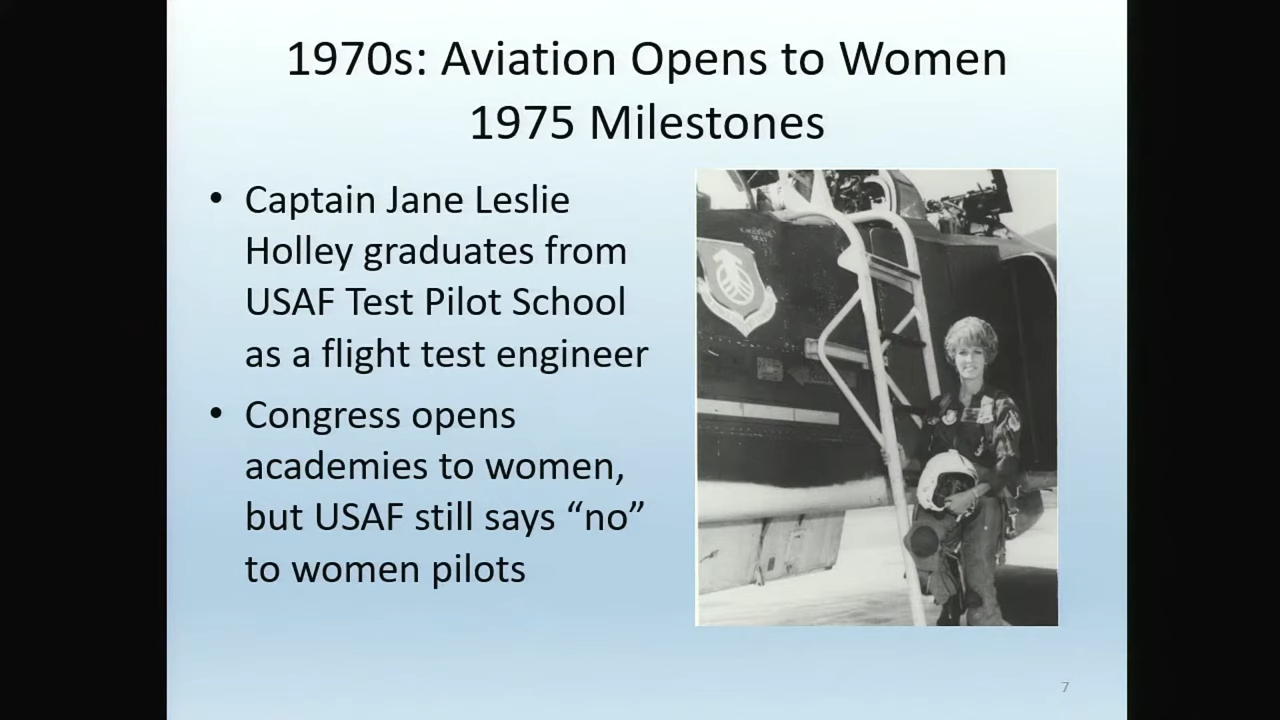 1970s: Aviation Opens to Women
1975 Milestones
• Captain Jane Leslie
Holley graduates from
USAF Test Pilot School
as a flight test engineer
• Congress opens
academies to women,
but USAF still says “no”
to women pilots
7